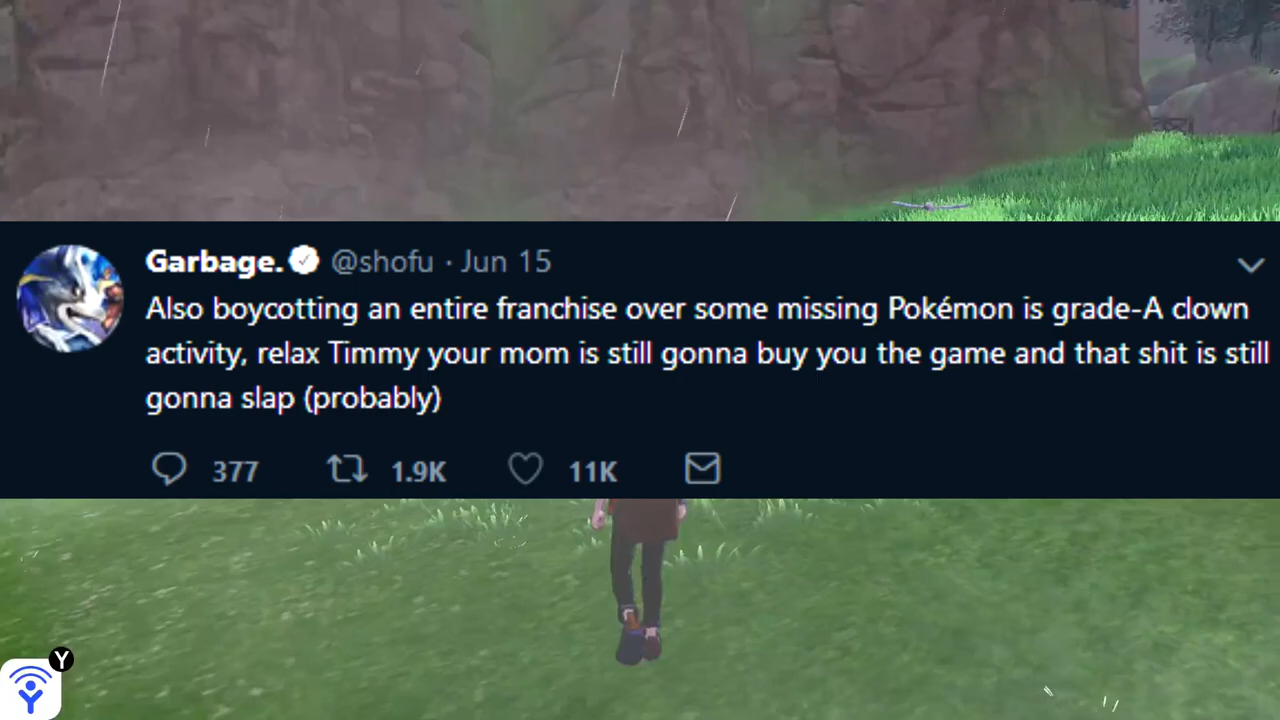 Garbage. @shofu · Jun 15
Also boycotting an entire franchise over some missing Pokémon is grade-A clown
activity, relax Timmy your mom is still gonna buy you the game and that shit is still
gonna slap (probably)
377 1.9K 11K
Y